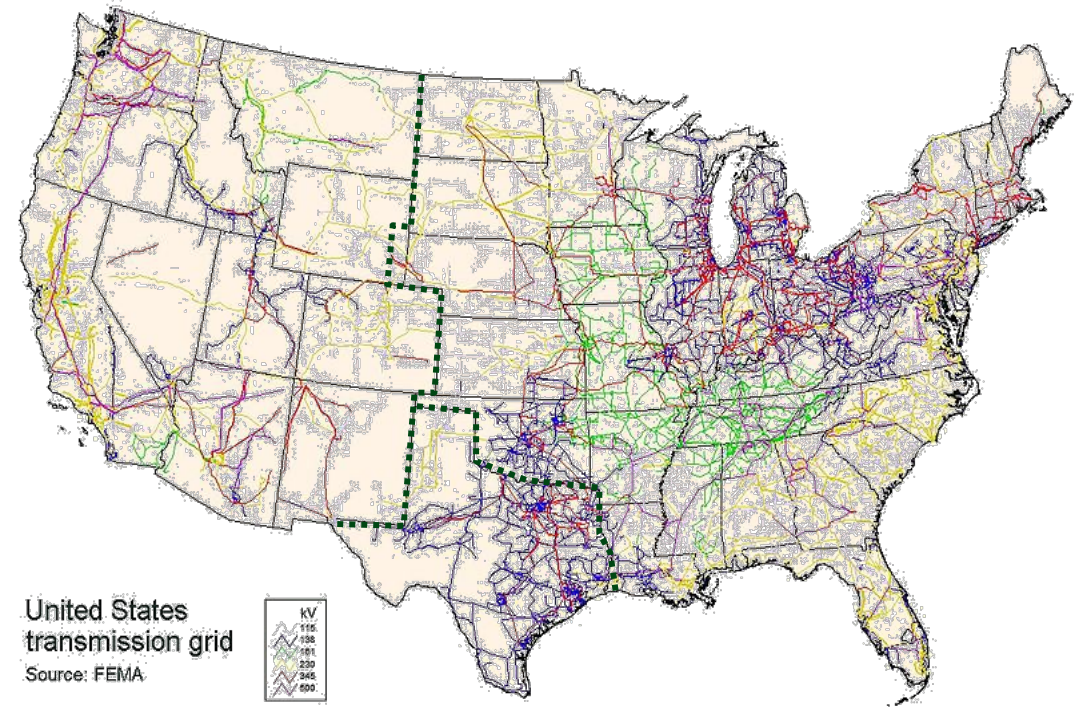 United States
transmission grid
Source: FEMA
kV
115
138
161
230
345
500